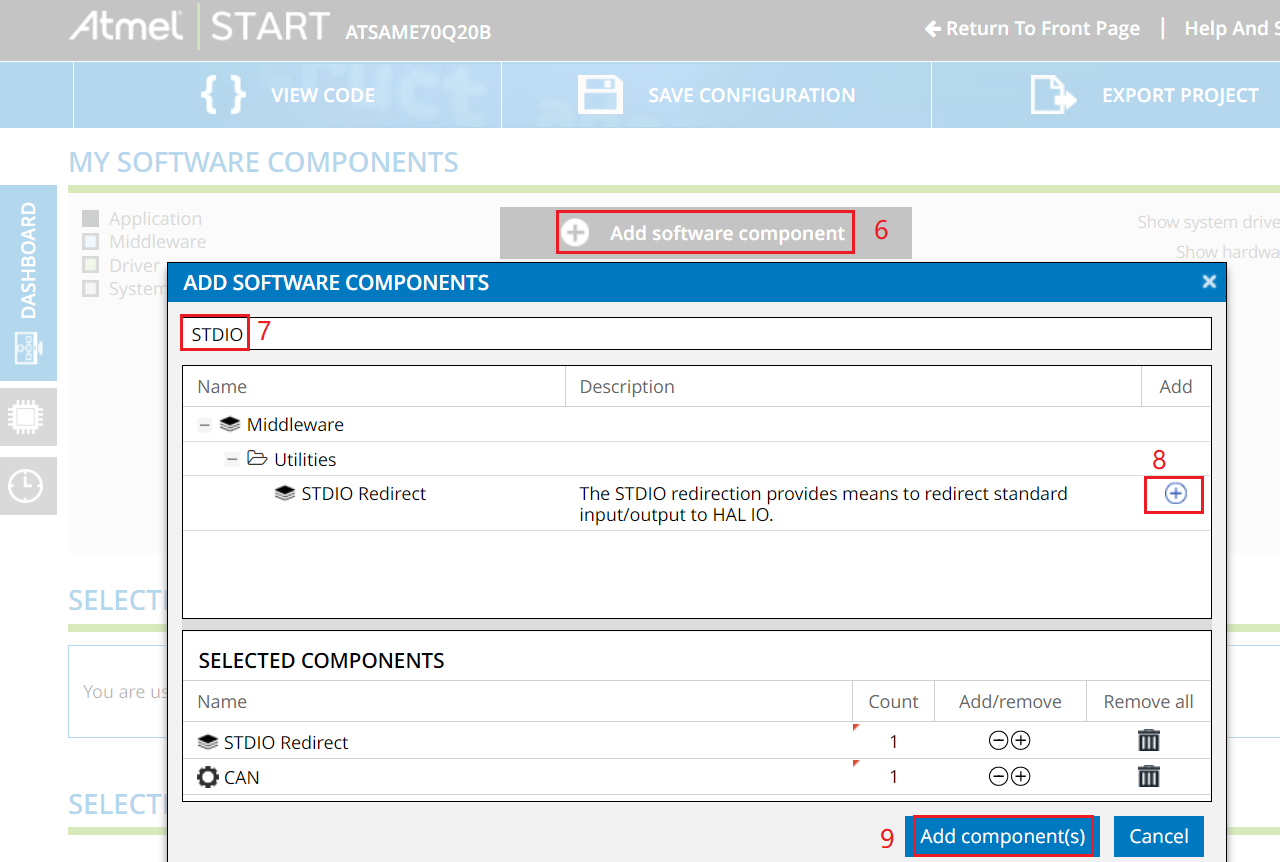 Atmel START ATSAME70Q20B
Return To Front Page | Help And S
{ } VIEW CODE
SAVE CONFIGURATION
EXPORT PROJECT
MY SOFTWARE COMPONENTS
DASHBOARD
Application
Middleware
Driver
System
Add software component 6
Show system drive
Show hardwa
ADD SOFTWARE COMPONENTS
STDIO 7
Name Description Add
Middleware
Utilities
8
STDIO Redirect The STDIO redirection provides means to redirect standard
input/output to HAL IO.
SELECT
You are us
SELECTED COMPONENTS
Name Count Add/remove Remove all
STDIO Redirect 1
CAN 1
SELECT
9 Add component(s) Cancel